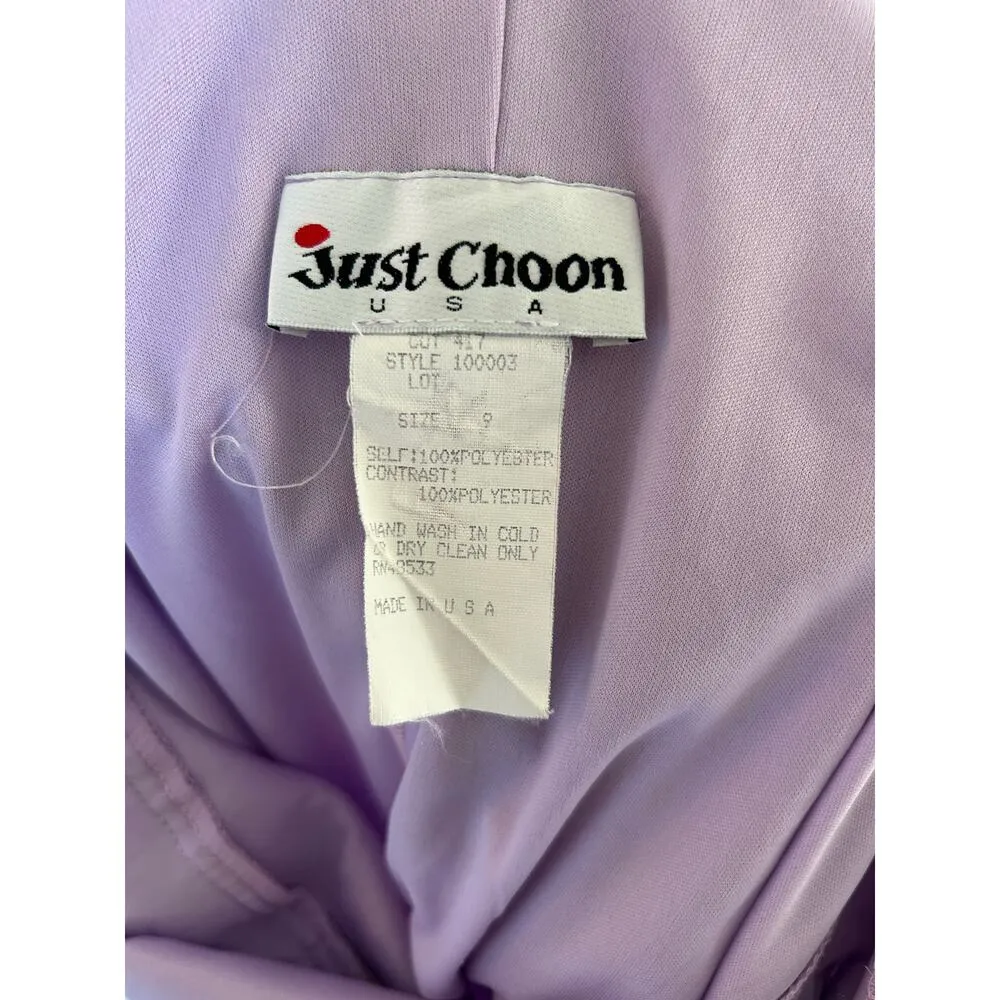 Just Choon
U S A
CUT 417
STYLE 100003
LOT
SIZE 9
SELF:100%POLYESTER
CONTRAST:
100%POLYESTER
HAND WASH IN COLD
OR DRY CLEAN ONLY
MADE IN U S A